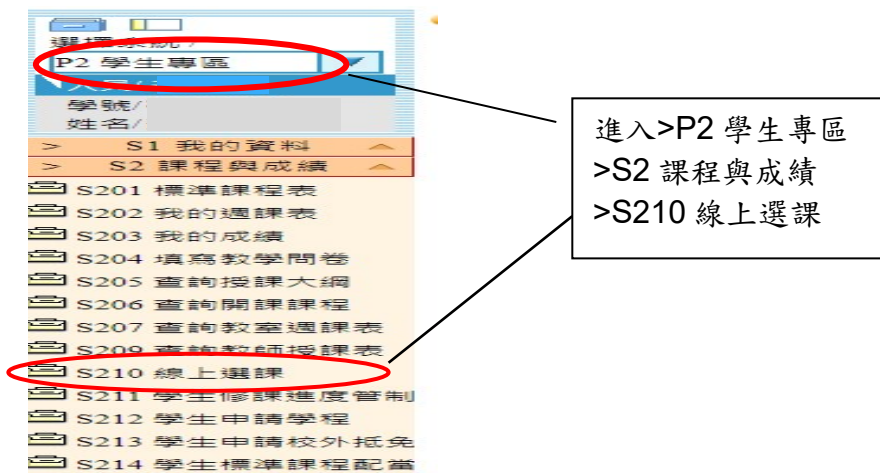 選擇系統/
P2 學生專區
學號/
姓名/
> S1 我的資料
> S2 課程與成績
S201 標準課程表
S202 我的週課表
S203 我的成績
S204 填寫教學問卷
S205 查詢授課大綱
S206 查詢開課課程
S207 查詢教室週課表
S209 查詢教師授課表
S210 線上選課
S211 學生修課進度管制
S212 學生申請學程
S213 學生申請校外抵免
S214 學生標準課程配當
進入>P2 學生專區
>S2 課程與成績
>S210 線上選課